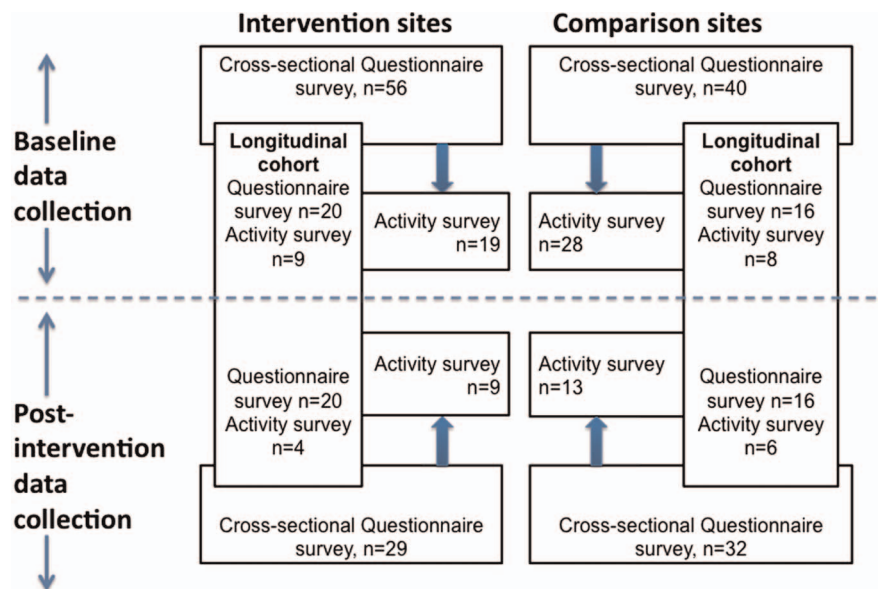 Intervention sites
Comparison sites
Cross-sectional Questionnaire
survey, n=56
Cross-sectional Questionnaire
survey, n=40
Baseline
data
collection
Longitudinal
cohort
Questionnaire
survey n=20
Activity survey
n=9
Activity survey
n=19
Activity survey
n=28
Longitudinal
cohort
Questionnaire
survey n=16
Activity survey
n=8
Post-
intervention
data
collection
Questionnaire
survey n=20
Activity survey
n=4
Activity survey
n=9
Activity survey
n=13
Questionnaire
survey n=16
Activity survey
n=6
Cross-sectional Questionnaire
survey, n=29
Cross-sectional Questionnaire
survey, n=32